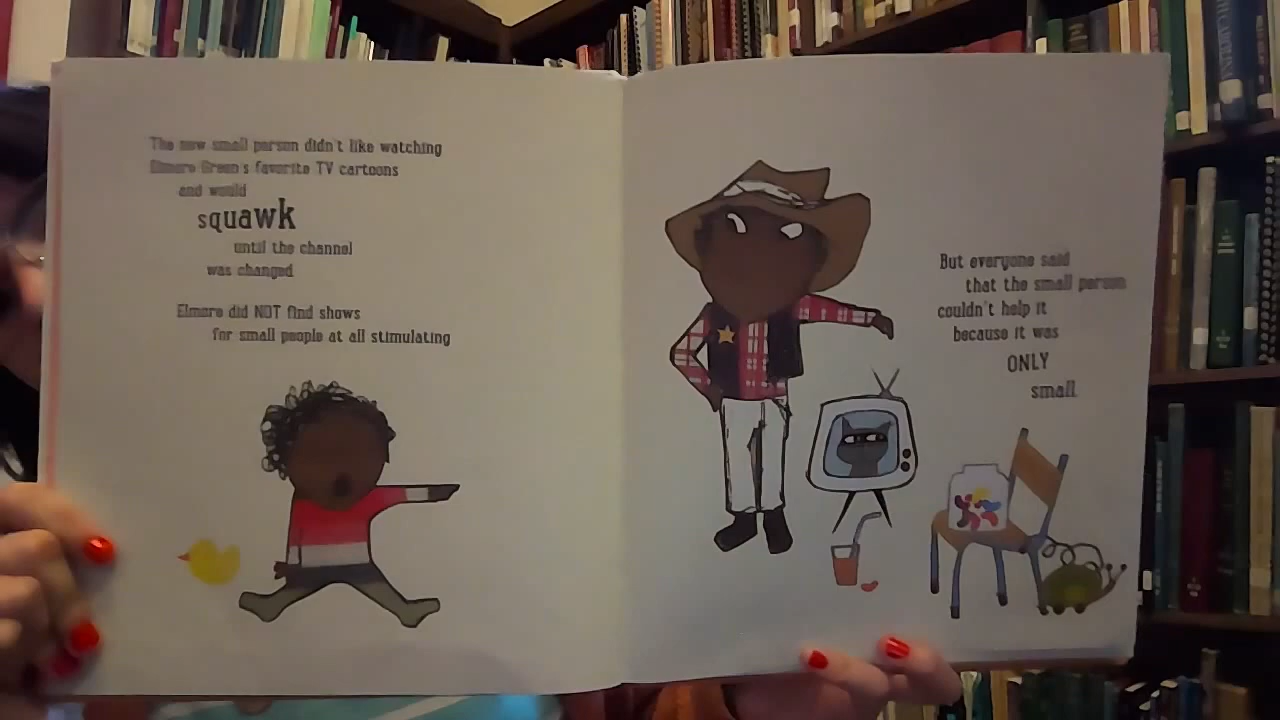 The new small person didn't like watching
Elmore Green's favorite TV cartoons
and would
squawk
until the channel
was changed
Elmore did NOT find shows
for small people at all stimulating
But everyone said
that the small person
couldn't help it
because it was
ONLY
small.